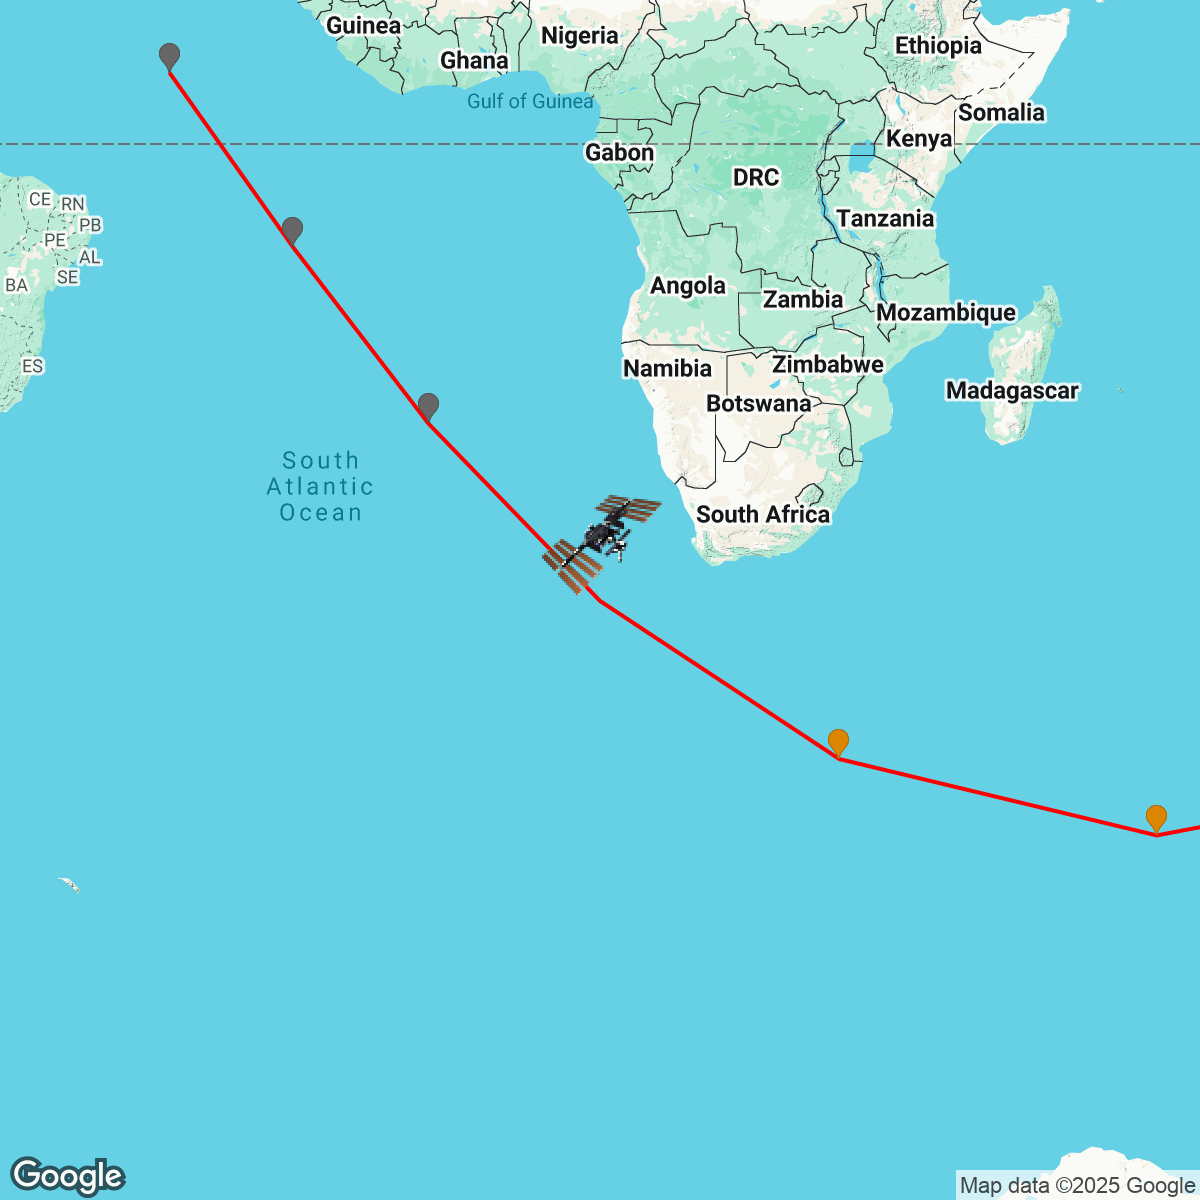 Guinea
Nigeria
Ghana
Ethiopia
Gulf of Guinea
Somalia
Kenya
Gabon
DRC
CE
RN
PB
PE
AL
SE
BA
ES
Tanzania
Angola
Zambia
Mozambique
Namibia
Zimbabwe
Botswana
Madagascar
South
Atlantic
Ocean
South Africa
Google
Map data ©2025 Google